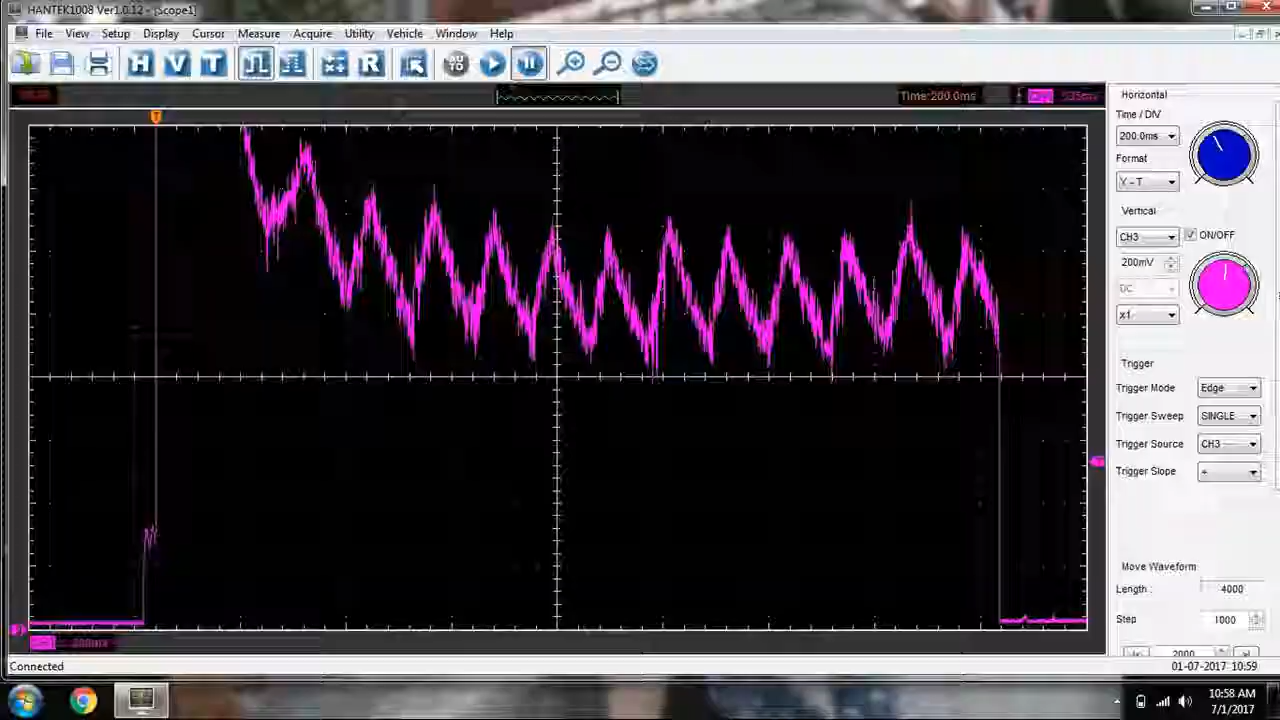 HANTEK1008 Ver1.0.12 - [Scope1]
File View Setup Display Cursor Measure Acquire Utility Vehicle Window Help
H V T R AUTO
Time:200.0ms
T
Horizontal
Time / DIV
200.0ms
Format
Y - T
Vertical
CH3 ON/OFF
200mV
DC
x1
Trigger
Trigger Mode Edge
Trigger Sweep SINGLE
Trigger Source CH3
Trigger Slope +
Move Waveform
Length : 4000
Step 1000
2000
Connected
01-07-2017 10:59
10:58 AM
7/1/2017